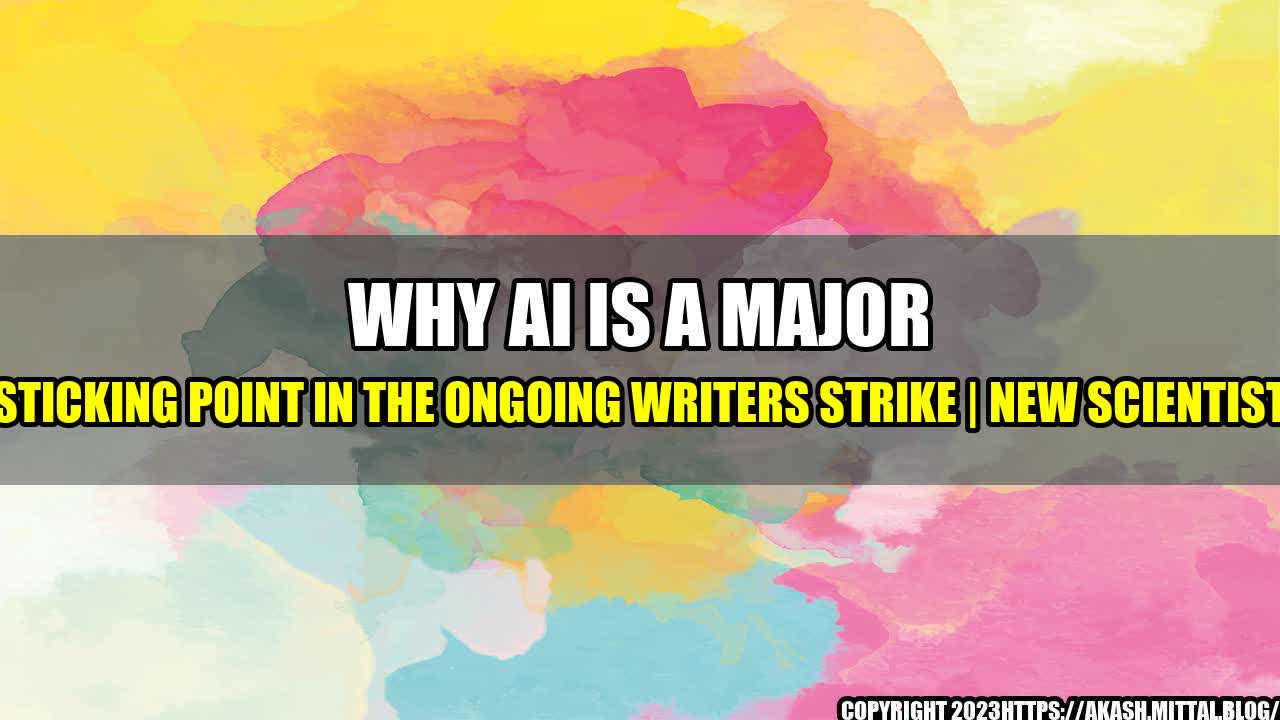 WHY AI IS A MAJOR
STICKING POINT IN THE ONGOING WRITERS STRIKE | NEW SCIENTIST
COPYRIGHT 2023HTTPS://AKASH.MITTAL.BLOG/